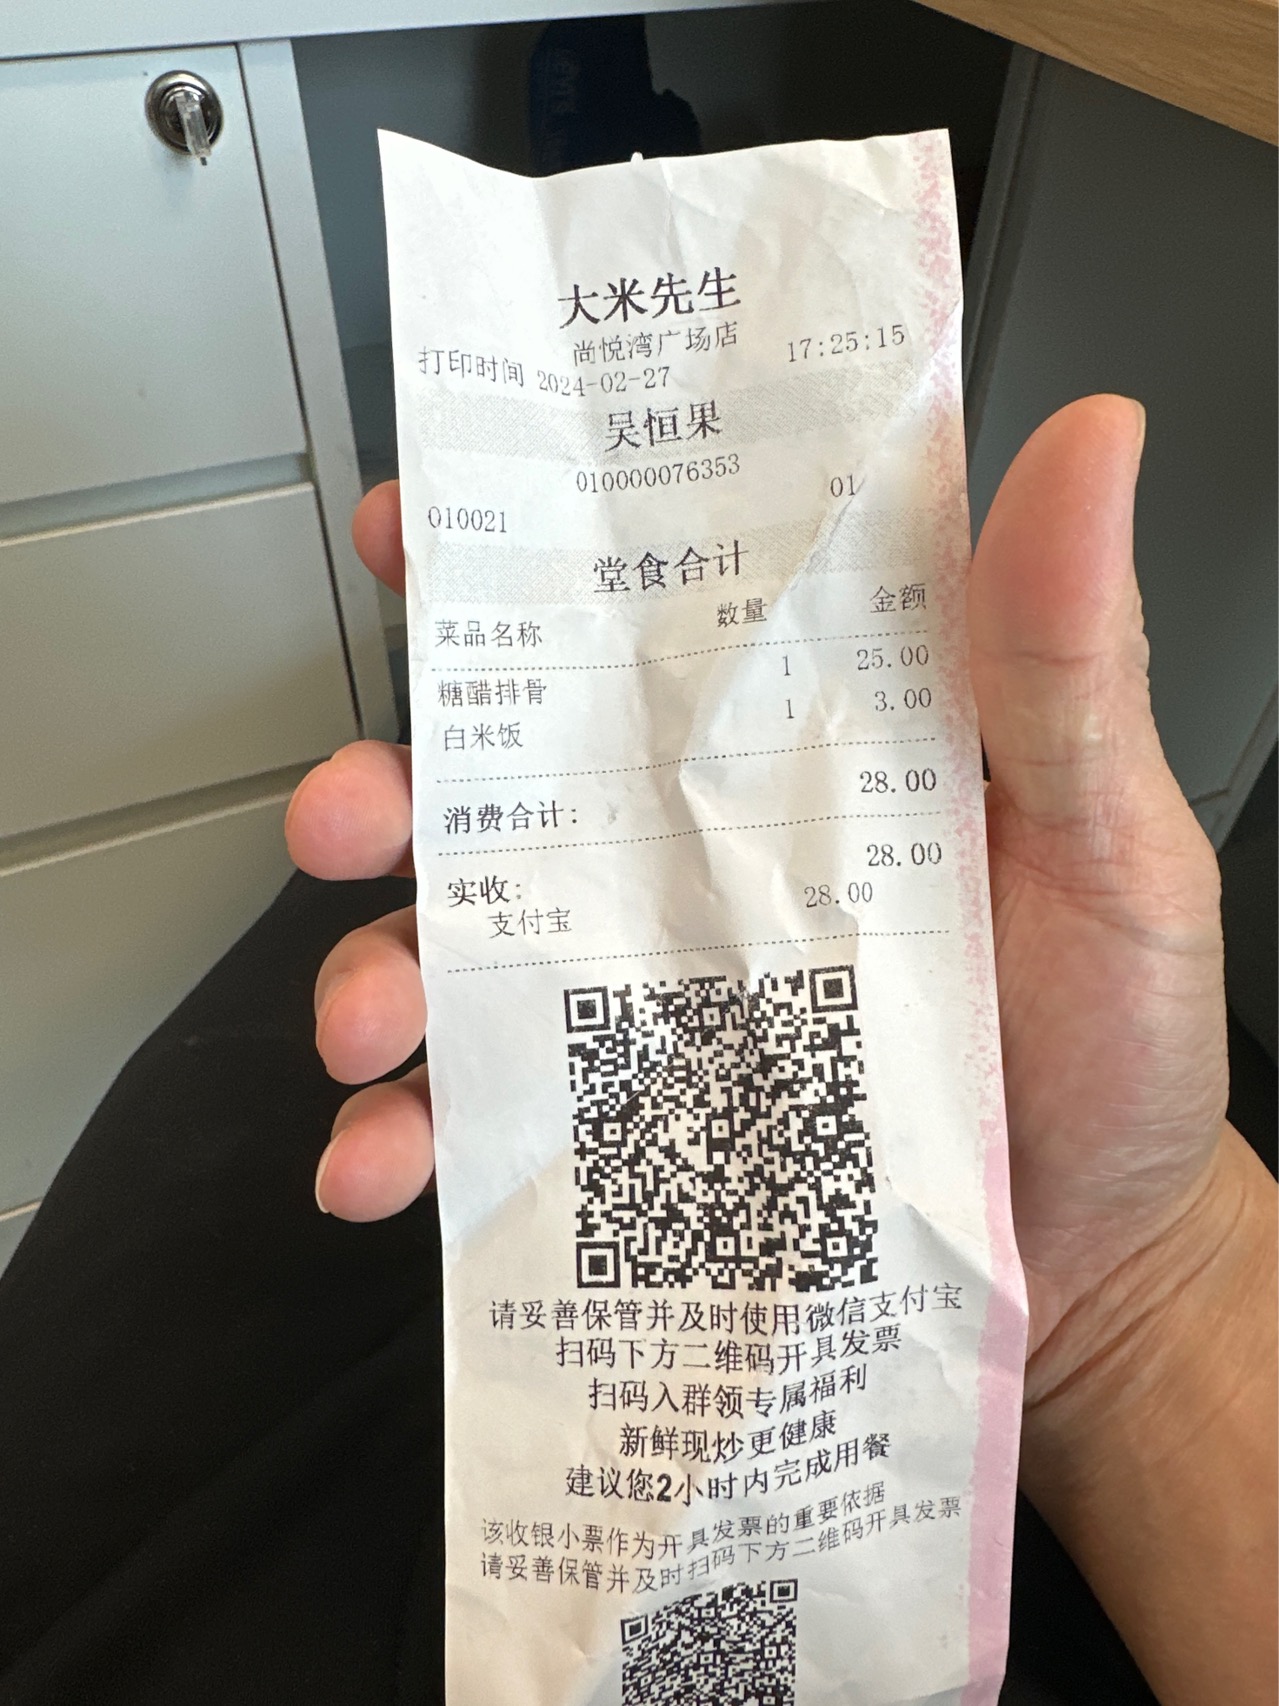 大米先生
尚悦湾广场店
打印时间 2024-02-27 17:25:15
吴恒果
010000076353
010021 01
堂食合计
菜品名称 数量 金额
糖醋排骨 1 25.00
白米饭 1 3.00
消费合计: 28.00
实收: 28.00
支付宝 28.00
请妥善保管并及时使用微信支付宝
扫码下方二维码开具发票
扫码入群领专属福利
新鲜现炒更健康
建议您2小时内完成用餐
该收银小票作为开具发票的重要依据
请妥善保管并及时扫码下方二维码开具发票